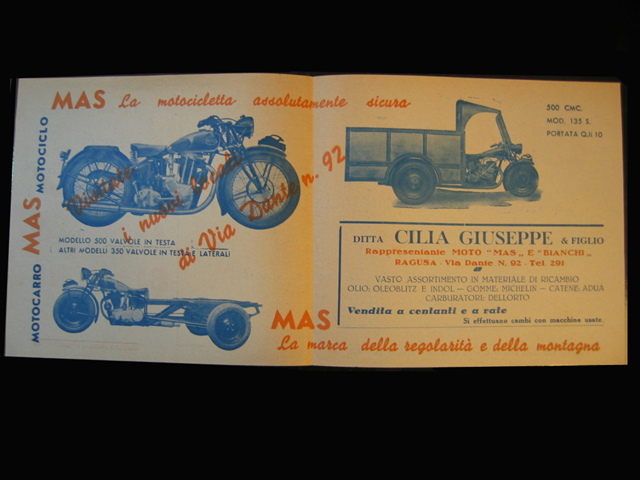 MAS La motocicletta assolutamente sicura
MOTOCARRO MAS MOTOCICLO
Visitate
i nuovi locali
di Via Dante n. 92
MODELLO 500 VALVOLE IN TESTA
ALTRI MODELLI 350 VALVOLE IN TESTA E LATERALI
500 CMC.
MOD. 135 S.
PORTATA Q.li 10
DITTA CILIA GIUSEPPE & FIGLIO
Rappresentante MOTO "MAS„ E "BIANCHI„
RAGUSA - Via Dante N. 92 - Tel 291
VASTO ASSORTIMENTO IN MATERIALE DI RICAMBIO
OLIO: OLEOBLITZ E INDOL — GOMME: MICHELIN — CATENE: ADUA
CARBURATORI: DELLORTO
Vendita a contanti e a rate
Si effettuano cambi con macchine usate.
MAS
La marca della regolarità e della montagna